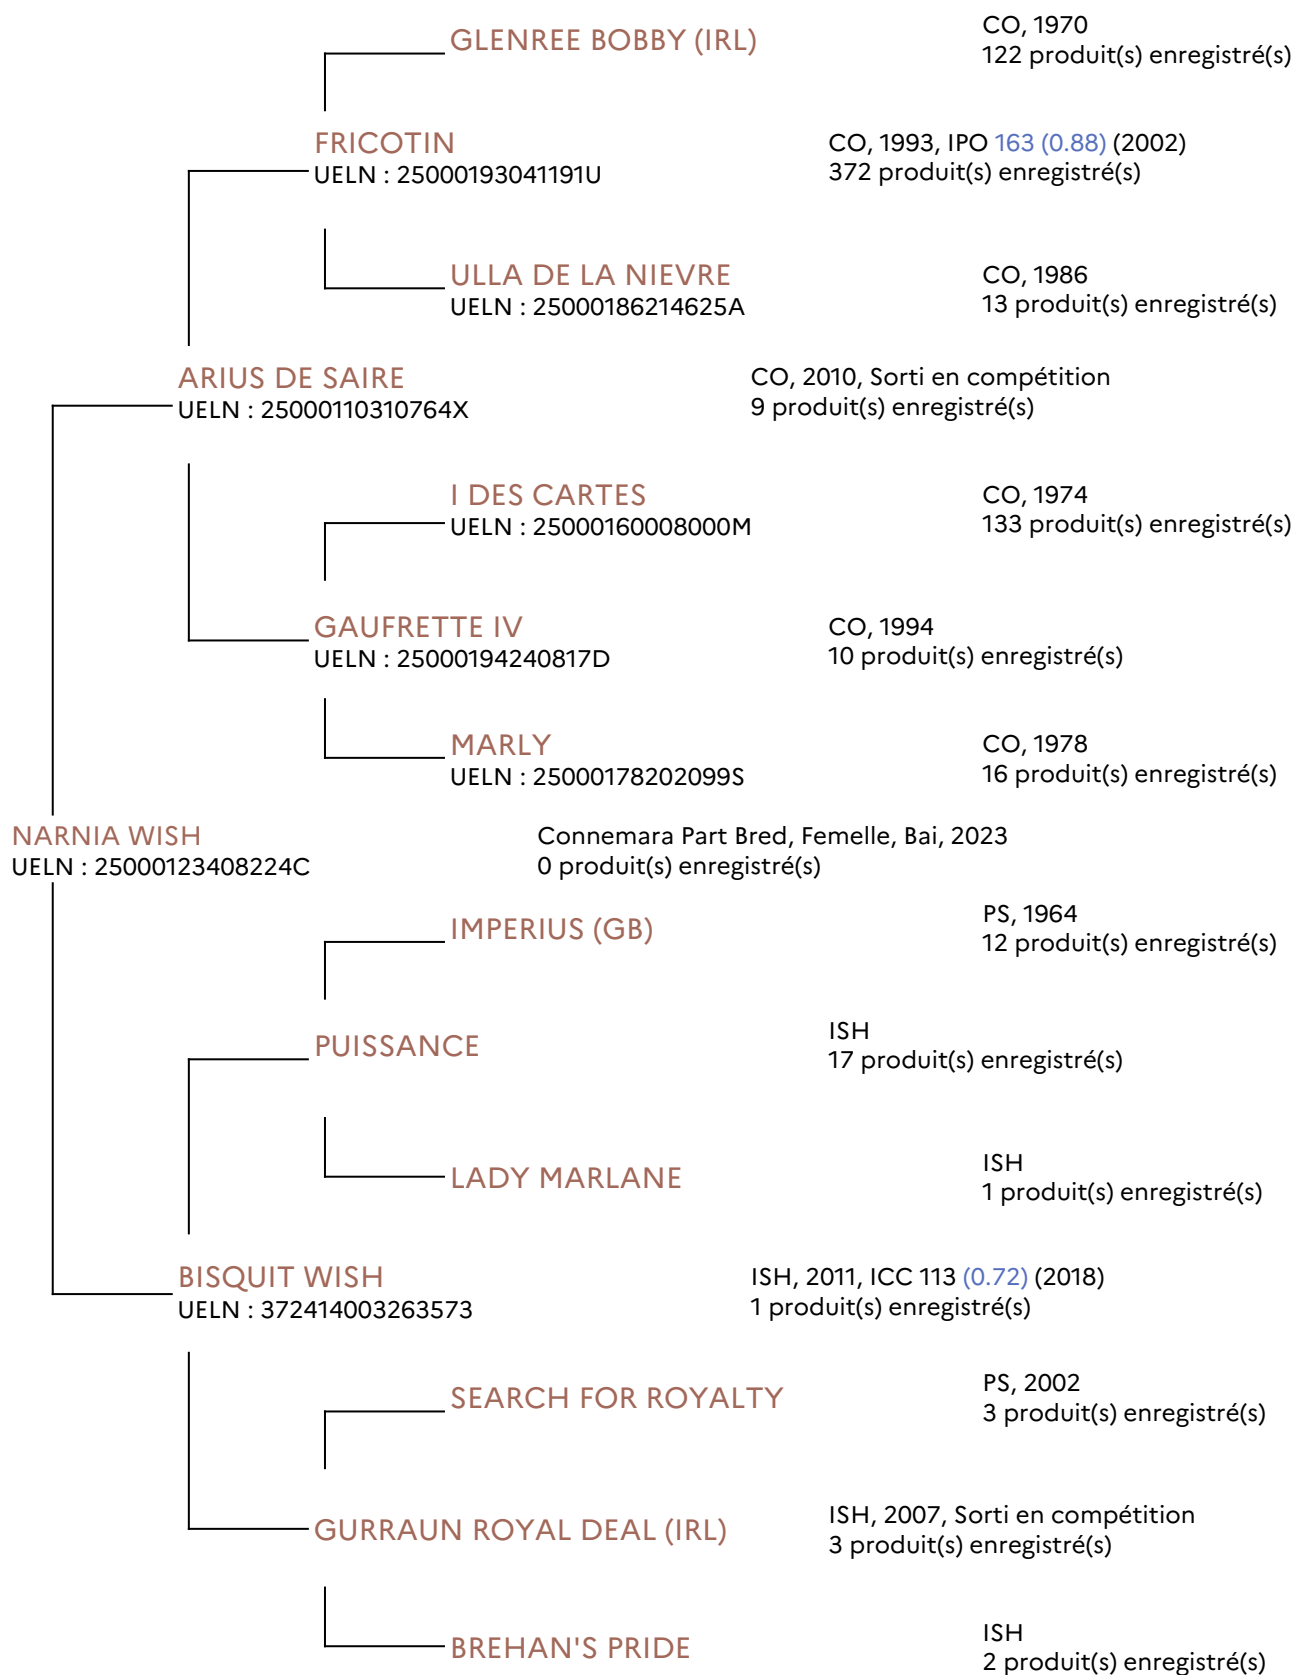 GLENREE BOBBY (IRL)
CO, 1970
122 produit(s) enregistré(s)
FRICOTIN
UELN : 25000193041191U
CO, 1993, IPO 163 (0.88) (2002)
372 produit(s) enregistré(s)
ULLA DE LA NIEVRE
UELN : 25000186214625A
CO, 1986
13 produit(s) enregistré(s)
ARIUS DE SAIRE
UELN : 25000110310764X
CO, 2010, Sorti en compétition
9 produit(s) enregistré(s)
I DES CARTES
UELN : 25000160008000M
CO, 1974
133 produit(s) enregistré(s)
GAUFRETTE IV
UELN : 25000194240817D
CO, 1994
10 produit(s) enregistré(s)
MARLY
UELN : 25000178202099S
CO, 1978
16 produit(s) enregistré(s)
NARNIA WISH
UELN : 25000123408224C
Connemara Part Bred, Femelle, Bai, 2023
0 produit(s) enregistré(s)
IMPERIUS (GB)
PS, 1964
12 produit(s) enregistré(s)
PUISSANCE
ISH
17 produit(s) enregistré(s)
LADY MARLANE
ISH
1 produit(s) enregistré(s)
BISQUIT WISH
UELN : 372414003263573
ISH, 2011, ICC 113 (0.72) (2018)
1 produit(s) enregistré(s)
SEARCH FOR ROYALTY
PS, 2002
3 produit(s) enregistré(s)
GURRAUN ROYAL DEAL (IRL)
ISH, 2007, Sorti en compétition
3 produit(s) enregistré(s)
BREHAN'S PRIDE
ISH
2 produit(s) enregistré(s)